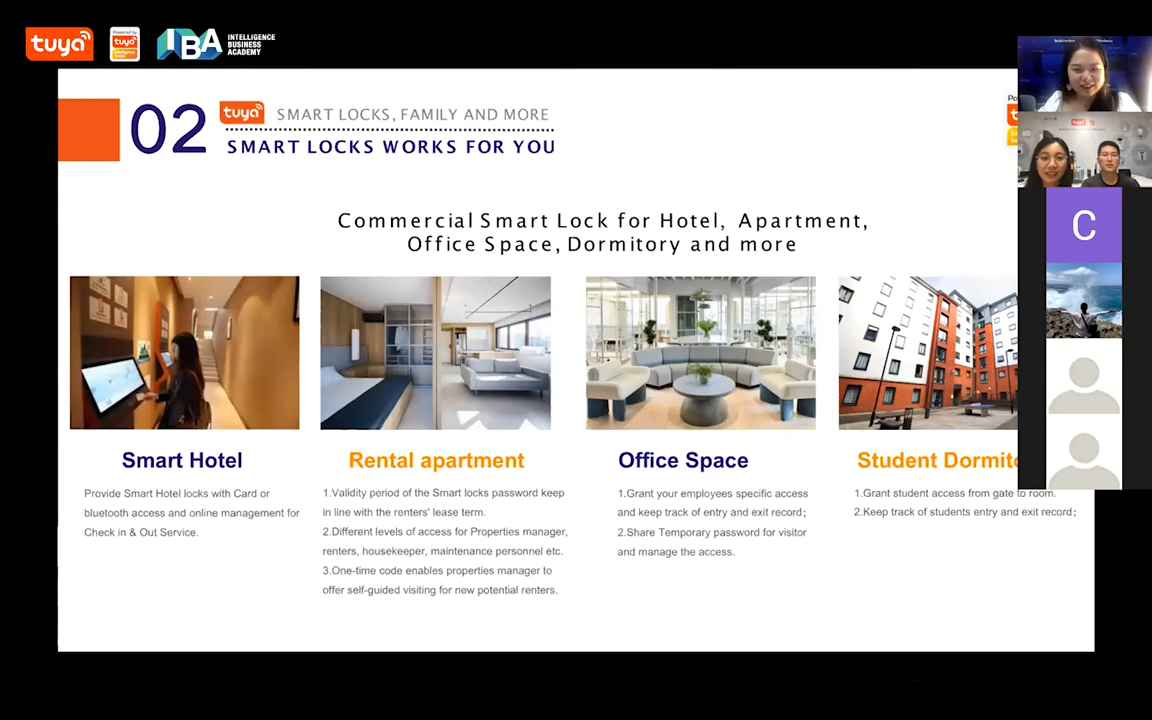 tuya
Powered by
tuya
IBA
INTELLIGENCE
BUSINESS
ACADEMY
02
tuya
SMART LOCKS, FAMILY AND MORE
SMART LOCKS WORKS FOR YOU
Commercial Smart Lock for Hotel, Apartment,
Office Space, Dormitory and more
C
Smart Hotel
Provide Smart Hotel locks with Card or
bluetooth access and online management for
Check in & Out Service.
Rental apartment
1.Validity period of the Smart locks password keep
in line with the renters' lease term.
2.Different levels of access for Properties manager,
renters, housekeeper, maintenance personnel etc.
3.One-time code enables properties manager to
offer self-guided visiting for new potential renters.
Office Space
1.Grant your employees specific access
and keep track of entry and exit record;
2.Share Temporary password for visitor
and manage the access.
Student Dormito
1.Grant student access from gate to room.
2.Keep track of students entry and exit record;